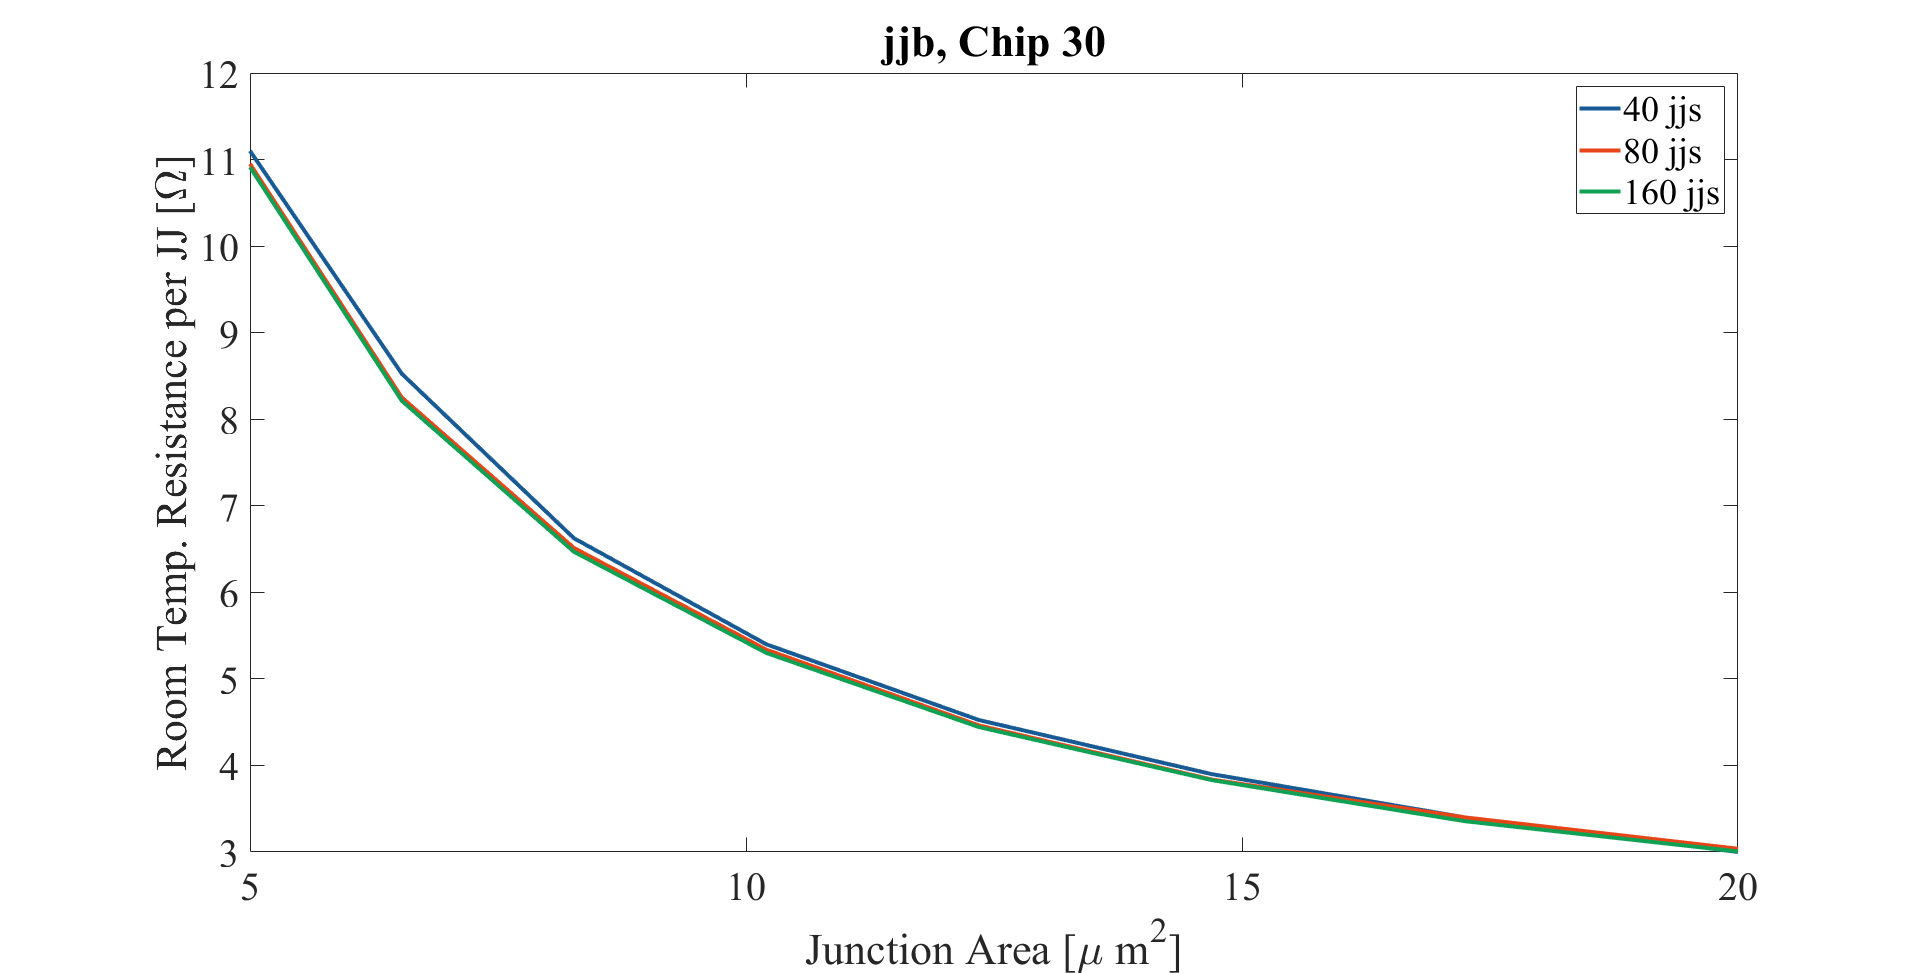 jjb, Chip 30
12
11
10
9
8
7
6
5
4
3
Room Temp. Resistance per JJ [Ω]
40 jjs
80 jjs
160 jjs
5
10
15
20
Junction Area [μ m²]